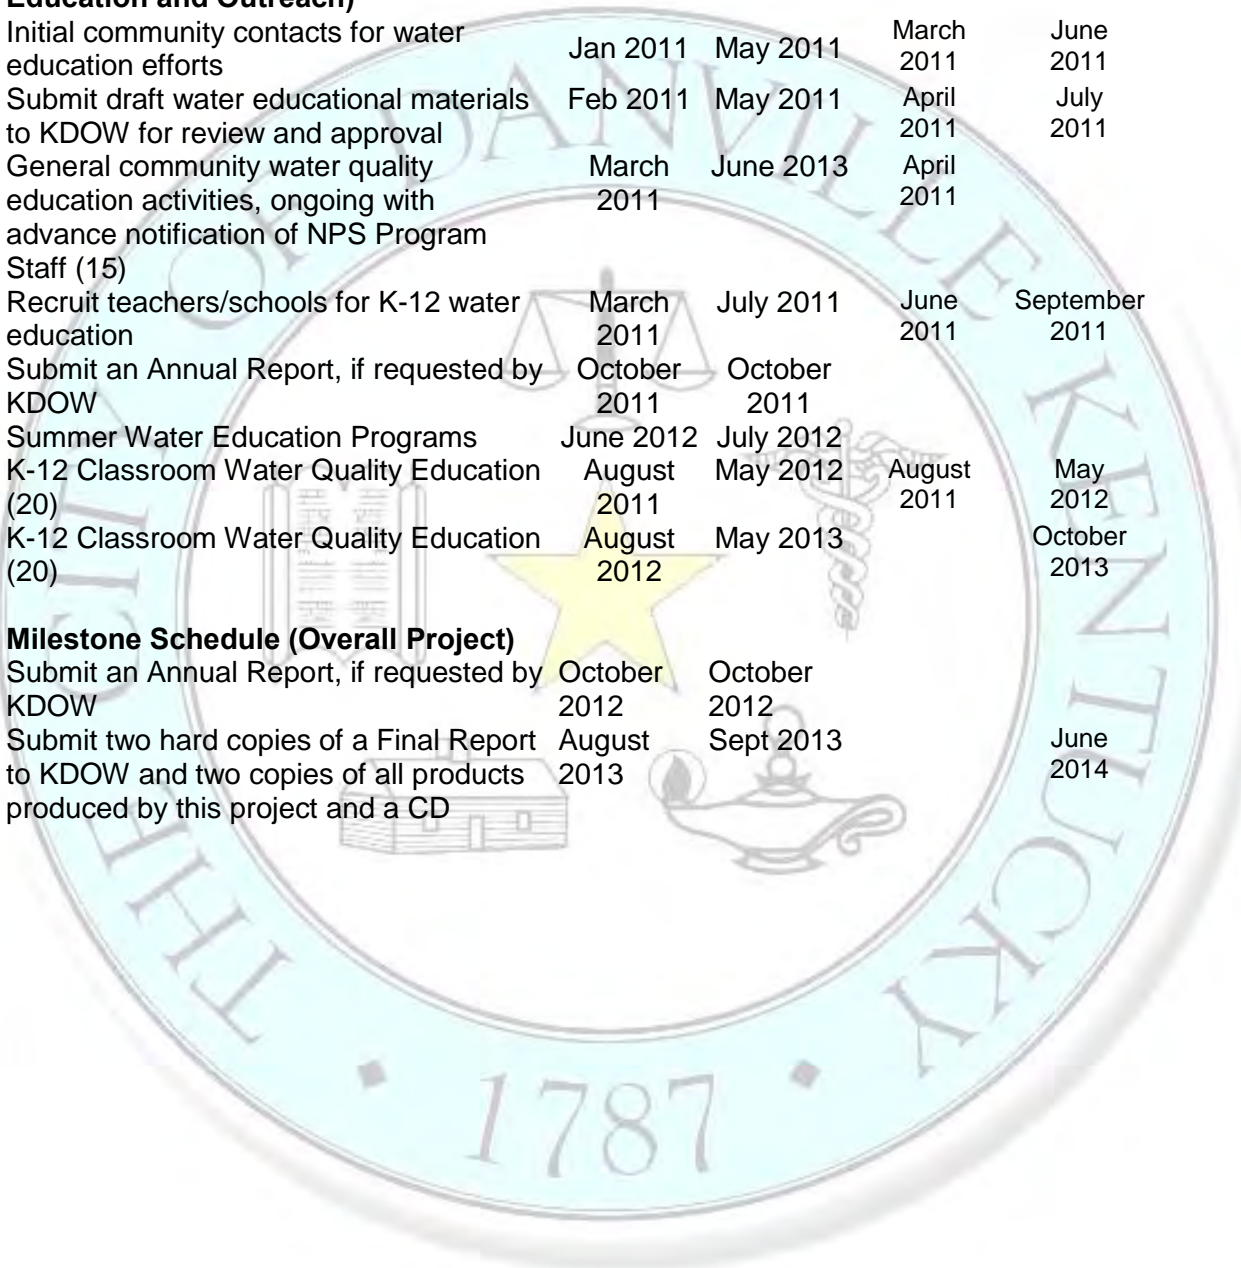 Education and Outreach)
Initial community contacts for water education efforts Jan 2011 May 2011 March 2011 June 2011
Submit draft water educational materials to KDOW for review and approval Feb 2011 May 2011 April 2011 July 2011
General community water quality education activities, ongoing with advance notification of NPS Program Staff (15) March 2011 June 2013 April 2011
Recruit teachers/schools for K-12 water education March 2011 July 2011 June 2011 September 2011
Submit an Annual Report, if requested by KDOW October 2011 October 2011
Summer Water Education Programs June 2012 July 2012
K-12 Classroom Water Quality Education (20) August 2011 May 2012 August 2011 May 2012
K-12 Classroom Water Quality Education (20) August 2012 May 2013 October 2013
Milestone Schedule (Overall Project)
Submit an Annual Report, if requested by KDOW October 2012 October 2012
Submit two hard copies of a Final Report to KDOW and two copies of all products produced by this project and a CD August 2013 Sept 2013 June 2014
THE CITY OF DANVILLE KENTUCKY
1787